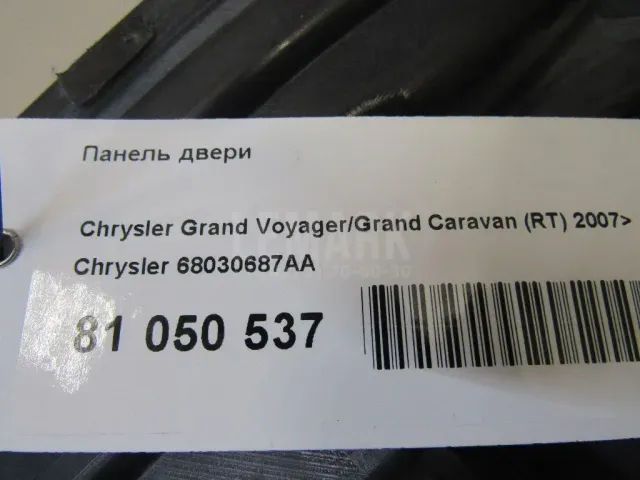 Панель двери
Chrysler Grand Voyager/Grand Caravan (RT) 2007>
Chrysler 68030687AA
81 050 537